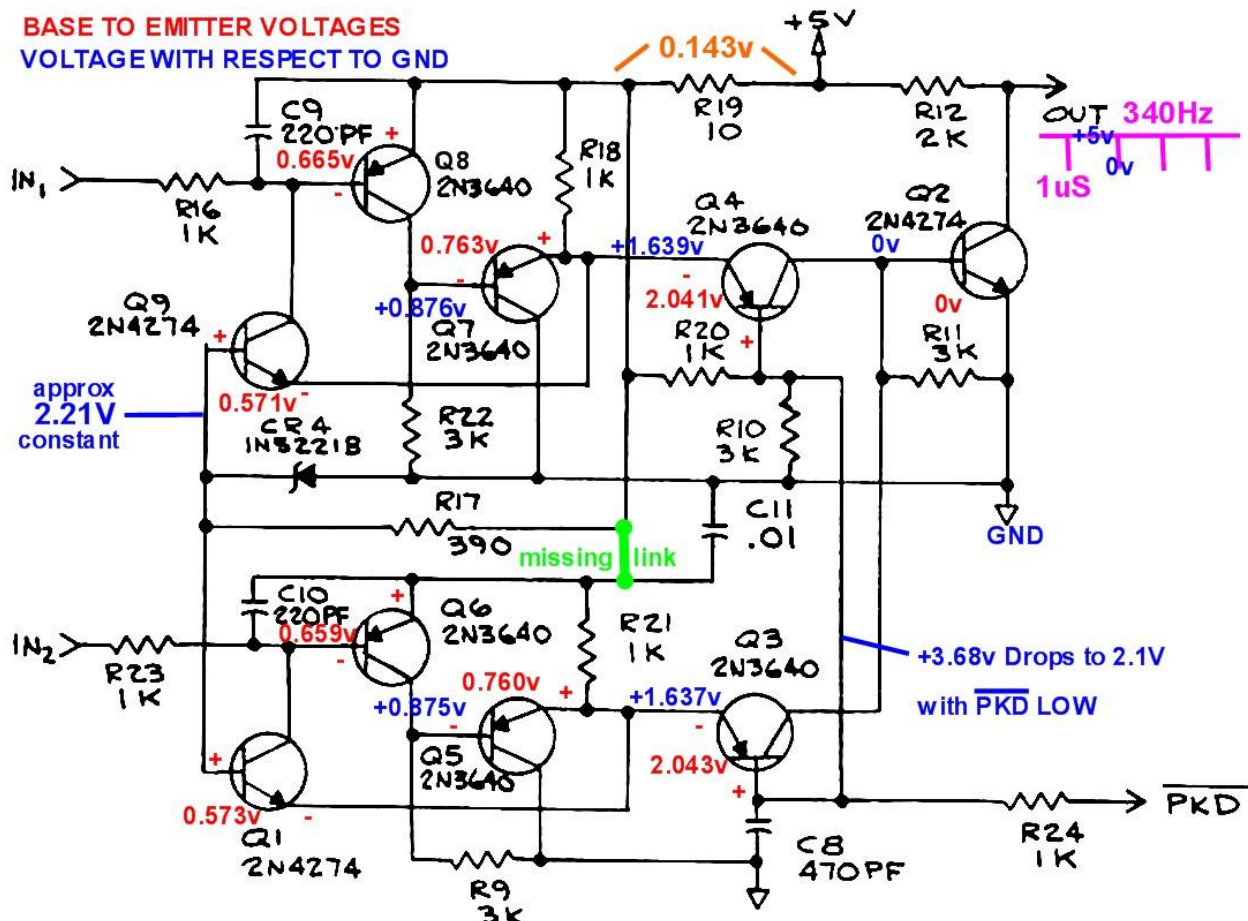 BASE TO EMITTER VOLTAGES
VOLTAGE WITH RESPECT TO GND
0.143v
+5V
R19
10
R12
2K
OUT
340Hz
+5v
0v
1uS
C9
220PF
0.665v
+
-
Q8
2N3640
R18
1K
IN1
R16
1K
Q4
2N3640
Q2
2N4274
0.763v
+
-
+1.639v
-
2.041v
+
0v
0v
+0.876v
Q7
2N3640
Q9
2N4274
+
0.571v
-
R20
1K
R11
3K
approx
2.21V
constant
CR4
1N5221B
R22
3K
R10
3K
R17
390
missing link
C11
.01
GND
C10
220PF
0.659v
+
-
Q6
2N3640
R21
1K
Q3
2N3640
IN2
R23
1K
0.760v
+
-
+0.875v
+1.637v
-
2.043v
+
+3.68v Drops to 2.1V
with PKD LOW
Q5
2N3640
+
0.573v
-
Q1
2N4274
R9
3K
C8
470PF
R24
1K
PKD